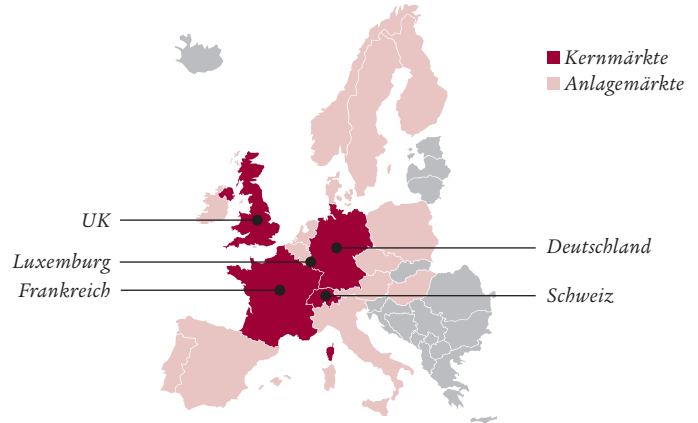 Kernmärkte
Anlagemärkte
UK
Luxemburg
Frankreich
Deutschland
Schweiz